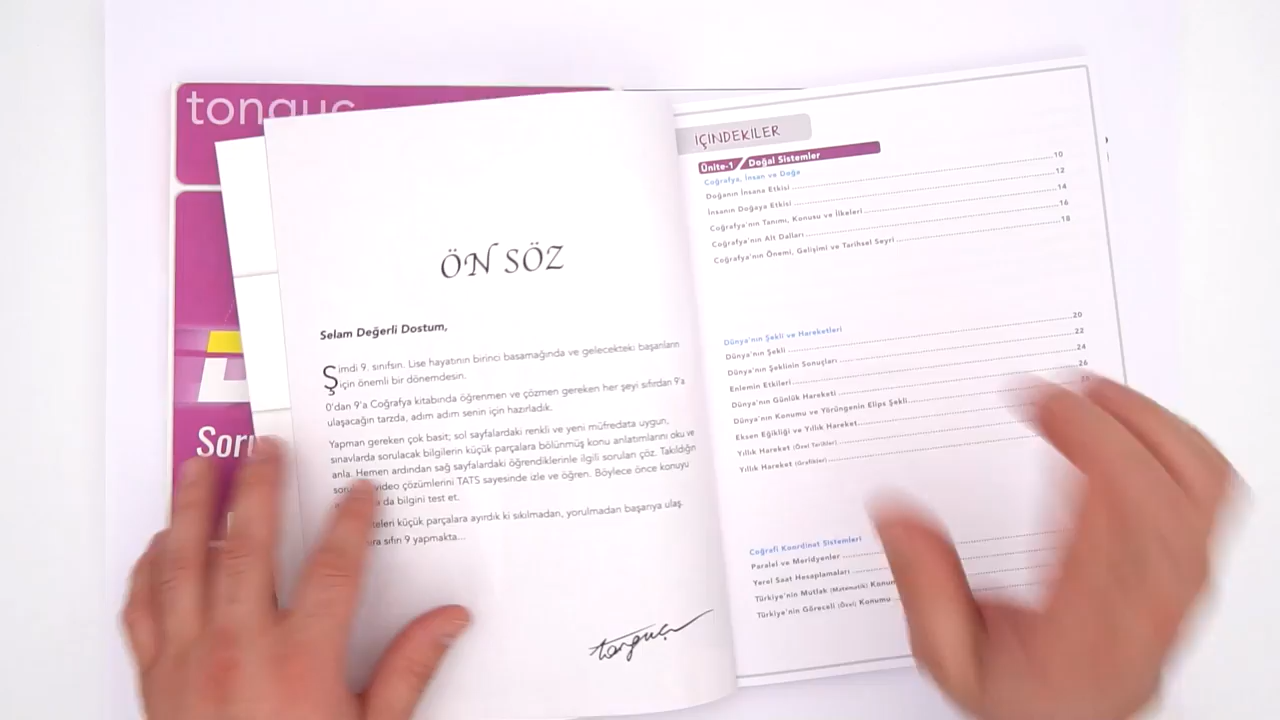 tonguç
Soru
ÖN SÖZ
Selam Değerli Dostum,
Şimdi 9. sınıfsın. Lise hayatının birinci basamağında ve gelecekteki başarıların
için önemli bir dönemdesin.
0'dan 9'a Coğrafya kitabında öğrenmen ve çözmen gereken her şeyi sıfırdan 9'a
ulaşacağın tarzda, adım adım senin için hazırladık.
Yapman gereken çok basit; sol sayfalardaki renkli ve yeni müfredata uygun,
sınavlarda sorulacak bilgilerin küçük parçalara bölünmüş konu anlatımlarını oku ve
anla. Hemen ardından sağ sayfalardaki öğrendiklerinle ilgili soruları çöz. Takıldığın
video çözümlerini TATS sayesinde izle ve öğren. Böylece önce konuyu
da bilgini test et.
küçük parçalara ayırdık ki sıkılmadan, yorulmadan başarıya ulaş.
sıfırı 9 yapmakta...
tonguç
İÇİNDEKİLER
Ünite-1 Doğal Sistemler
Coğrafya, İnsan ve Doğa
Doğanın İnsana Etkisi 10
İnsanın Doğaya Etkisi 12
Coğrafya'nın Tanımı, Konusu ve İlkeleri 14
Coğrafya'nın Alt Dalları 16
Coğrafya'nın Önemi, Gelişimi ve Tarihsel Seyri 18
Dünya'nın Şekli ve Hareketleri
Dünya'nın Şekli 20
Dünya'nın Şeklinin Sonuçları 22
Enlemin Etkileri 24
Dünya'nın Günlük Hareketi 26
Dünya'nın Konumu ve Yörüngenin Elips Şekli 28
Eksen Eğikliği ve Yıllık Hareket
Yıllık Hareket (Özel Tarihler)
Yıllık Hareket (Grafikler)
Coğrafi Koordinat Sistemleri
Paralel ve Meridyenler
Yerel Saat Hesaplamaları
Türkiye'nin Mutlak (Matematik) Konumu
Türkiye'nin Göreceli (Özel) Konumu